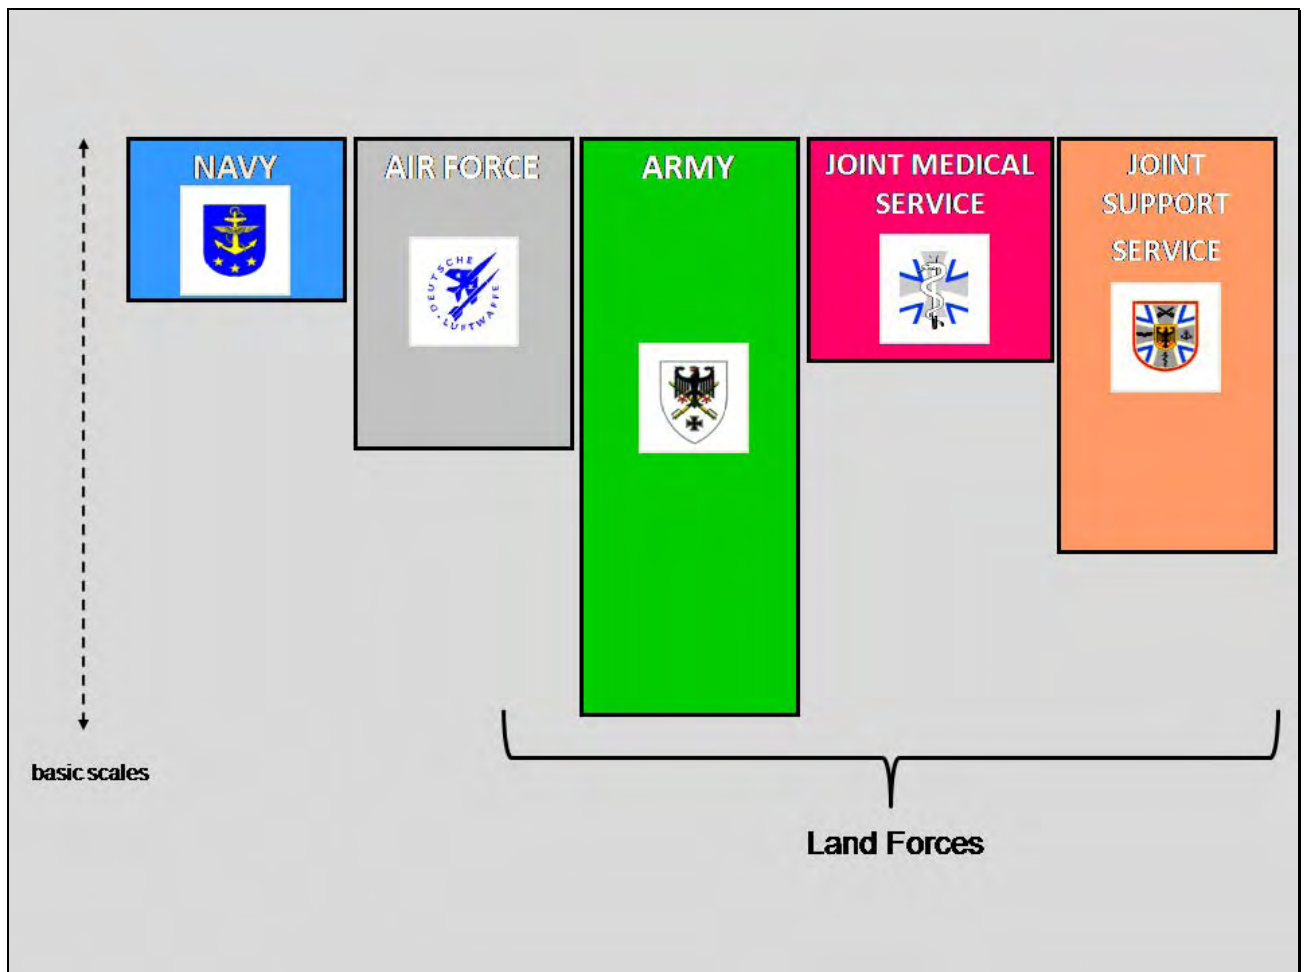 NAVY
AIR FORCE
DEUTSCHE
LUFTWAFFE
ARMY
JOINT MEDICAL
SERVICE
JOINT
SUPPORT
SERVICE
basic scales
Land Forces